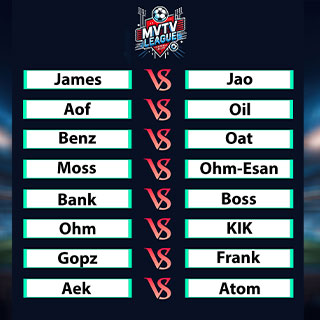 MVTV
LEAGUE
James VS Jao
Aof VS Oil
Benz VS Oat
Moss VS Ohm-Esan
Bank VS Boss
Ohm VS KIK
Gopz VS Frank
Aek VS Atom